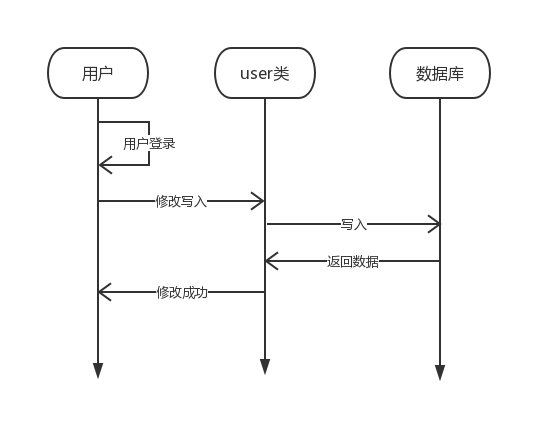 用户
user类
数据库
用户登录
修改写入
写入
返回数据
修改成功